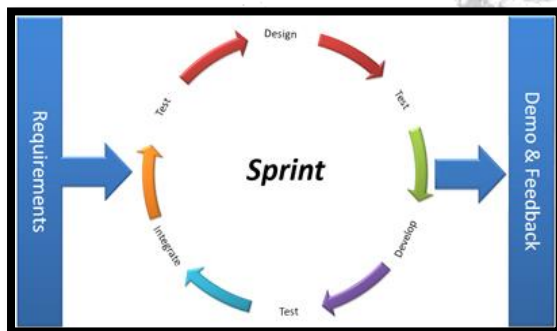 Requirements
Design
Test
Develop
Test
Integrate
Test
Sprint
Demo & Feedback